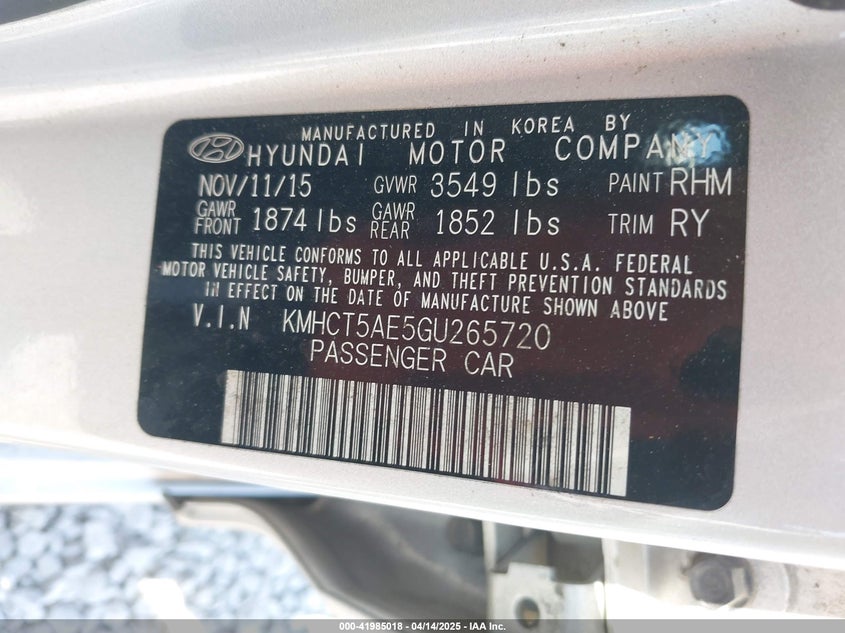 MANUFACTURED IN KOREA BY
HYUNDAI MOTOR COMPANY
NOV/11/15 GVWR 3549 lbs PAINT RHM
GAWR FRONT 1874 lbs GAWR REAR 1852 lbs TRIM RY
THIS VEHICLE CONFORMS TO ALL APPLICABLE U.S.A. FEDERAL
MOTOR VEHICLE SAFETY, BUMPER, AND THEFT PREVENTION STANDARDS
IN EFFECT ON THE DATE OF MANUFACTURE SHOWN ABOVE
V.I.N KMHCT5AE5GU265720
PASSENGER CAR
000-41985018 - 04/14/2025 - IAA Inc.